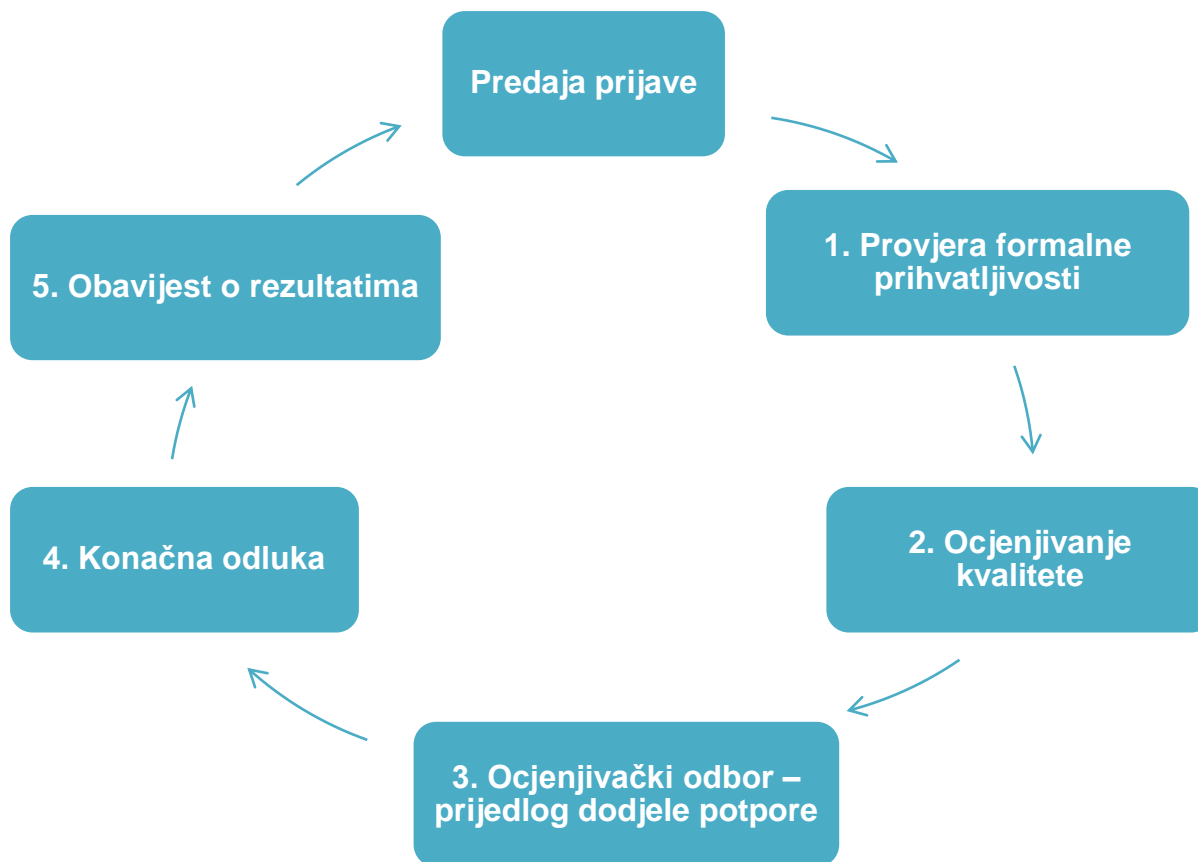 Predaja prijave
1. Provjera formalne
prihvatljivosti
2. Ocjenjivanje
kvalitete
3. Ocjenjivački odbor –
prijedlog dodjele potpore
4. Konačna odluka
5. Obavijest o rezultatima